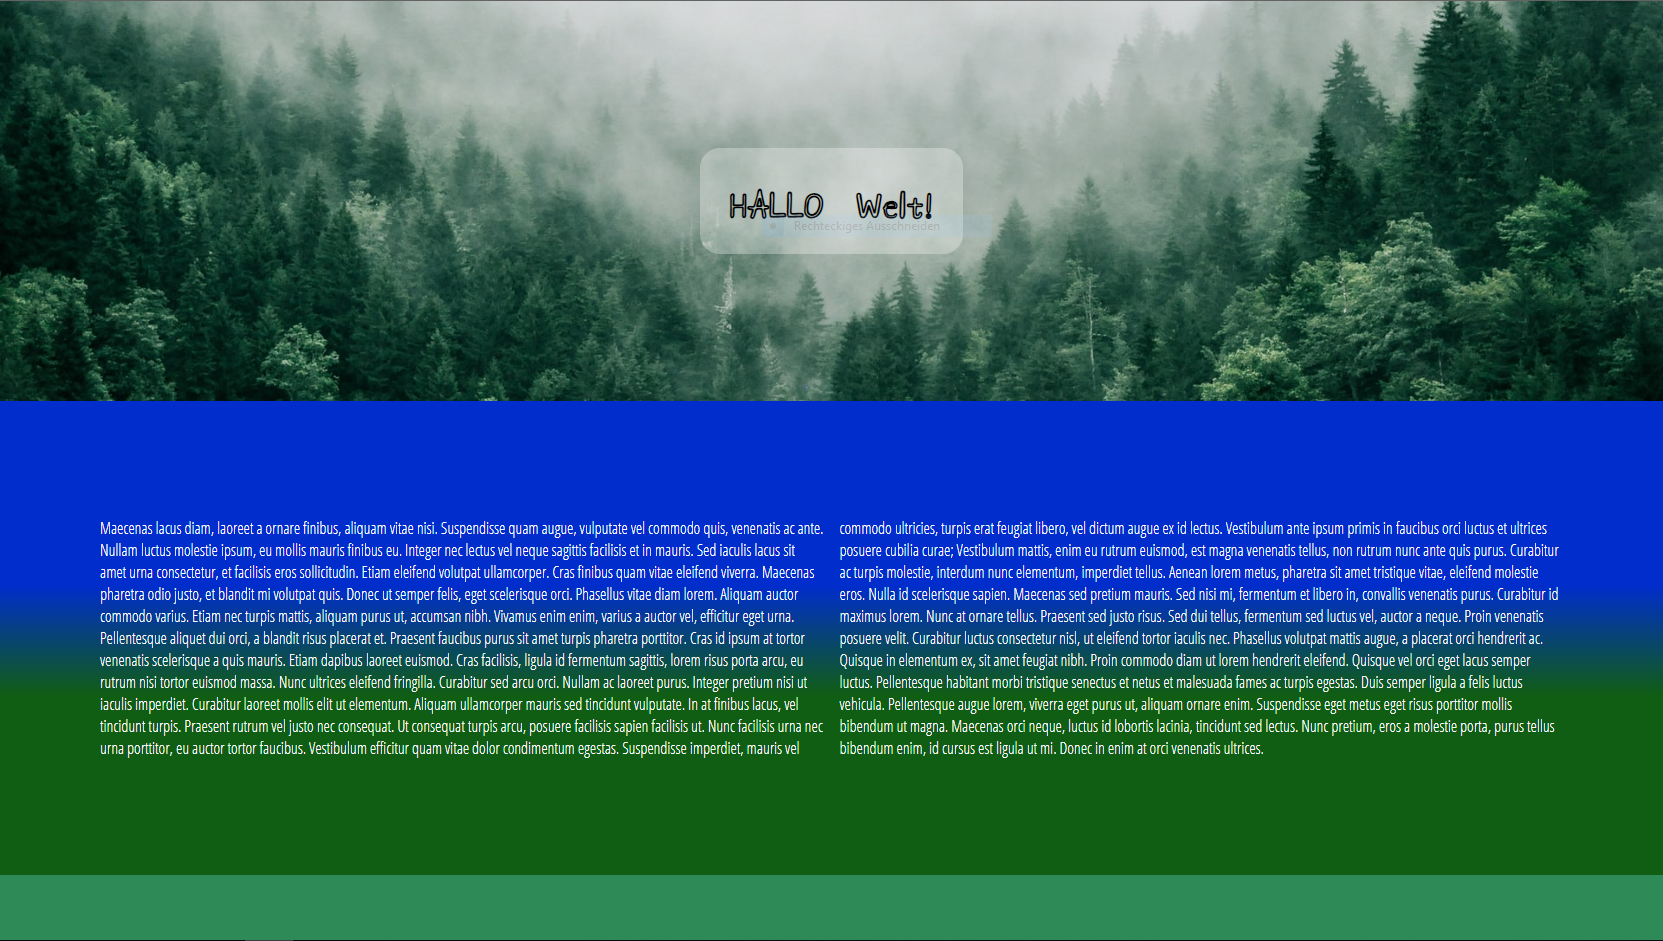 HALLO Welt!
Rechteckiges Ausschneiden
Maecenas lacus diam, laoreet a ornare finibus, aliquam vitae nisi. Suspendisse quam augue, vulputate vel commodo quis, venenatis ac ante.
Nullam luctus molestie ipsum, eu mollis mauris finibus eu. Integer nec lectus vel neque sagittis facilisis et in mauris. Sed iaculis lacus sit
amet urna consectetur, et facilisis eros sollicitudin. Etiam eleifend volutpat ullamcorper. Cras finibus quam vitae eleifend viverra. Maecenas
pharetra odio justo, et blandit mi volutpat quis. Donec ut semper felis, eget scelerisque orci. Phasellus vitae diam lorem. Aliquam auctor
commodo varius. Etiam nec turpis mattis, aliquam purus ut, accumsan nibh. Vivamus enim enim, varius a auctor vel, efficitur eget urna.
Pellentesque aliquet dui orci, a blandit risus placerat et. Praesent faucibus purus sit amet turpis pharetra porttitor. Cras id ipsum at tortor
venenatis scelerisque a quis mauris. Etiam dapibus laoreet euismod. Cras facilisis, ligula id fermentum sagittis, lorem risus porta arcu, eu
rutrum nisi tortor euismod massa. Nunc ultrices eleifend fringilla. Curabitur sed arcu orci. Nullam ac laoreet purus. Integer pretium nisi ut
iaculis imperdiet. Curabitur laoreet mollis elit ut elementum. Aliquam ullamcorper mauris sed tincidunt vulputate. In at finibus lacus, vel
tincidunt turpis. Praesent rutrum vel justo nec consequat. Ut consequat turpis arcu, posuere facilisis sapien facilisis ut. Nunc facilisis urna nec
urna porttitor, eu auctor tortor faucibus. Vestibulum efficitur quam vitae dolor condimentum egestas. Suspendisse imperdiet, mauris vel
commodo ultricies, turpis erat feugiat libero, vel dictum augue ex id lectus. Vestibulum ante ipsum primis in faucibus orci luctus et ultrices
posuere cubilia curae; Vestibulum mattis, enim eu rutrum euismod, est magna venenatis tellus, non rutrum nunc ante quis purus. Curabitur
ac turpis molestie, interdum nunc elementum, imperdiet tellus. Aenean lorem metus, pharetra sit amet tristique vitae, eleifend molestie
eros. Nulla id scelerisque sapien. Maecenas sed pretium mauris. Sed nisi mi, fermentum et libero in, convallis venenatis purus. Curabitur id
maximus lorem. Nunc at ornare tellus. Praesent sed justo risus. Sed dui tellus, fermentum sed luctus vel, auctor a neque. Proin venenatis
posuere velit. Curabitur luctus consectetur nisl, ut eleifend tortor iaculis nec. Phasellus volutpat mattis augue, a placerat orci hendrerit ac.
Quisque in elementum ex, sit amet feugiat nibh. Proin commodo diam ut lorem hendrerit eleifend. Quisque vel orci eget lacus semper
luctus. Pellentesque habitant morbi tristique senectus et netus et malesuada fames ac turpis egestas. Duis semper ligula a felis luctus
vehicula. Pellentesque augue lorem, viverra eget purus ut, aliquam ornare enim. Suspendisse eget metus eget risus porttitor mollis
bibendum ut magna. Maecenas orci neque, luctus id lobortis lacinia, tincidunt sed lectus. Nunc pretium, eros a molestie porta, purus tellus
bibendum enim, id cursus est ligula ut mi. Donec in enim at orci venenatis ultrices.